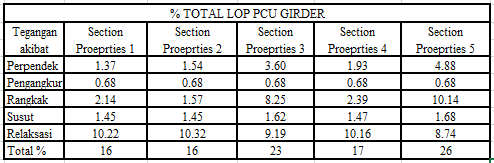 % TOTAL LOP PCU GIRDER
Tegangan akibat Section Proeprties 1 Section Proeprties 2 Section Proeprties 3 Section Proeprties 4 Section Proeprties 5
Perpendek 1.37 1.54 3.60 1.93 4.88
Pengangkur 0.68 0.68 0.68 0.68 0.68
Rangkak 2.14 1.57 8.25 2.39 10.14
Susut 1.45 1.45 1.62 1.47 1.68
Relaksasi 10.22 10.32 9.19 10.16 8.74
Total % 16 16 23 17 26